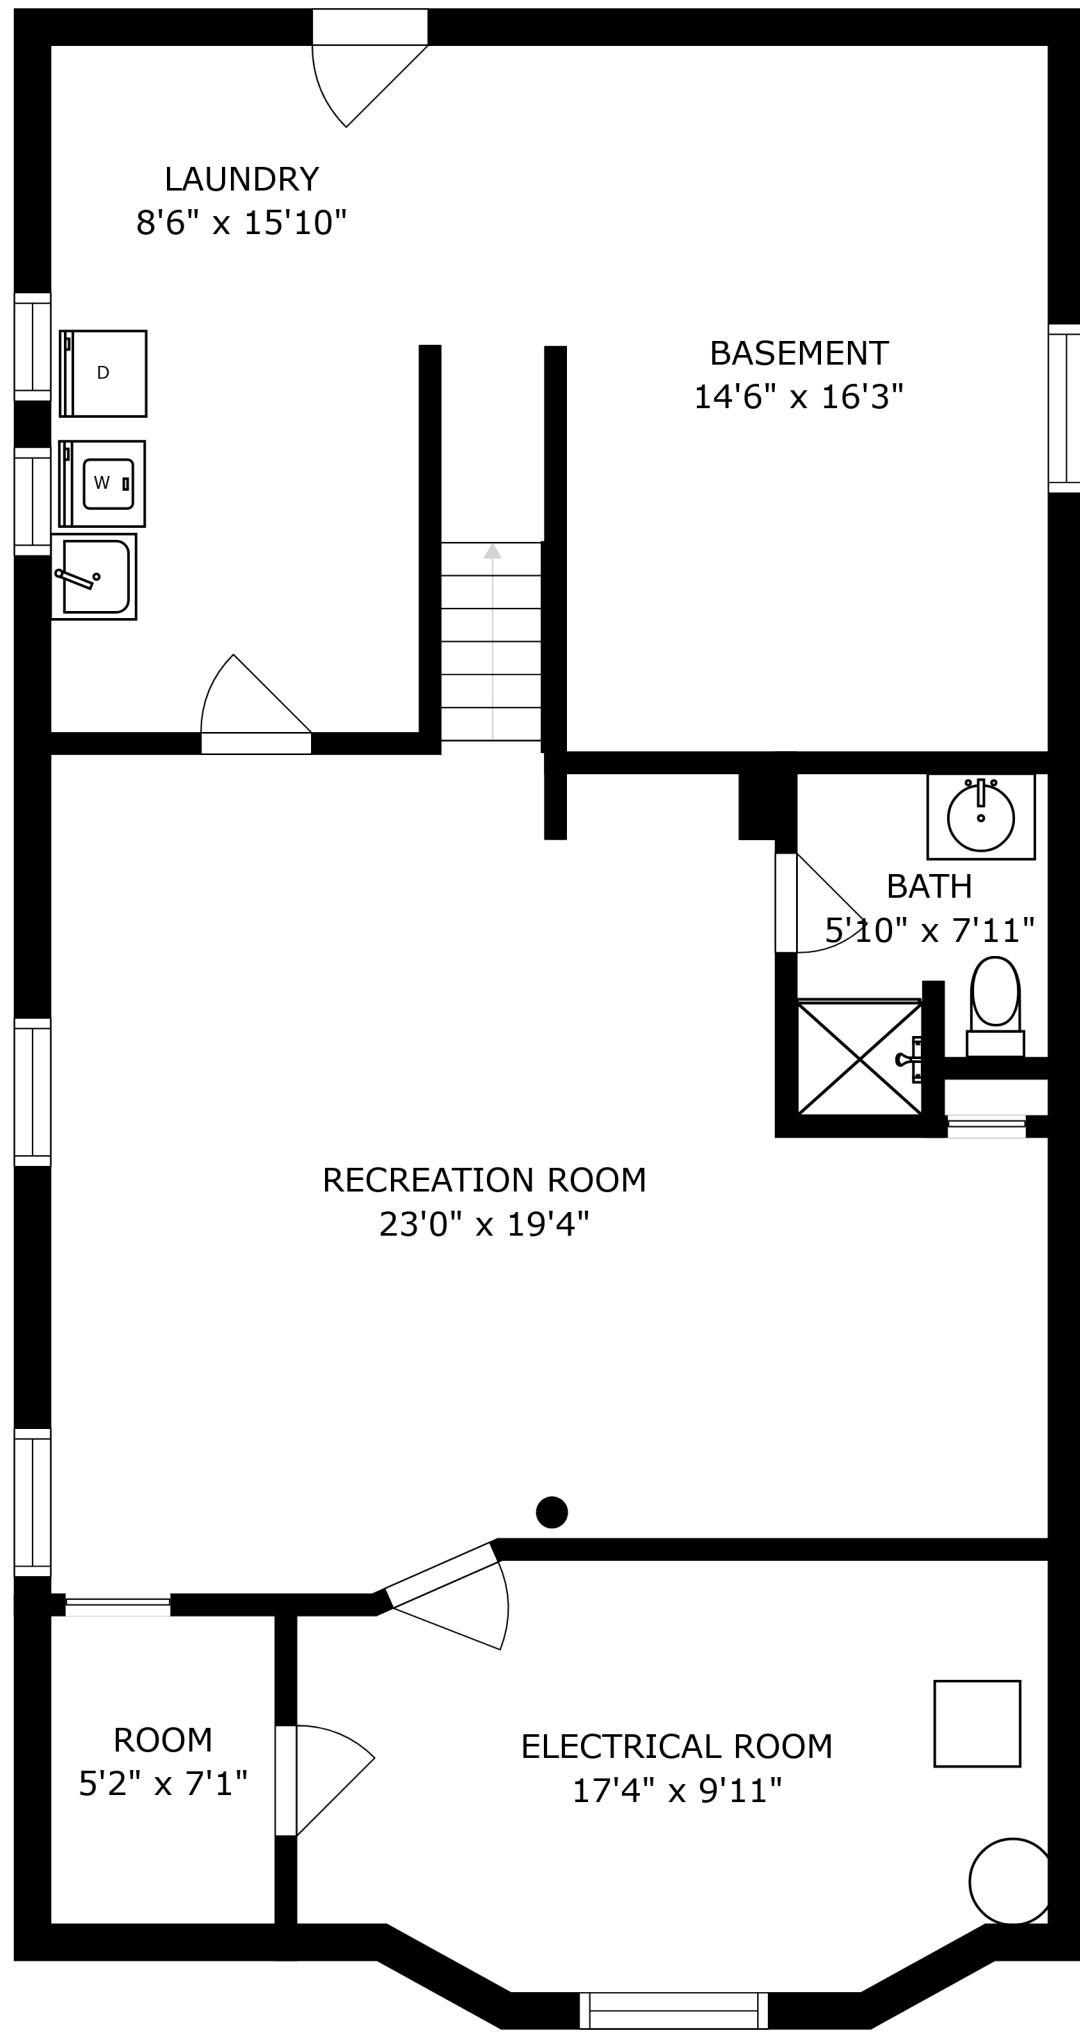 LAUNDRY
8'6" x 15'10"
BASEMENT
14'6" x 16'3"
D
W
BATH
5'10" x 7'11"
RECREATION ROOM
23'0" x 19'4"
ROOM
5'2" x 7'1"
ELECTRICAL ROOM
17'4" x 9'11"